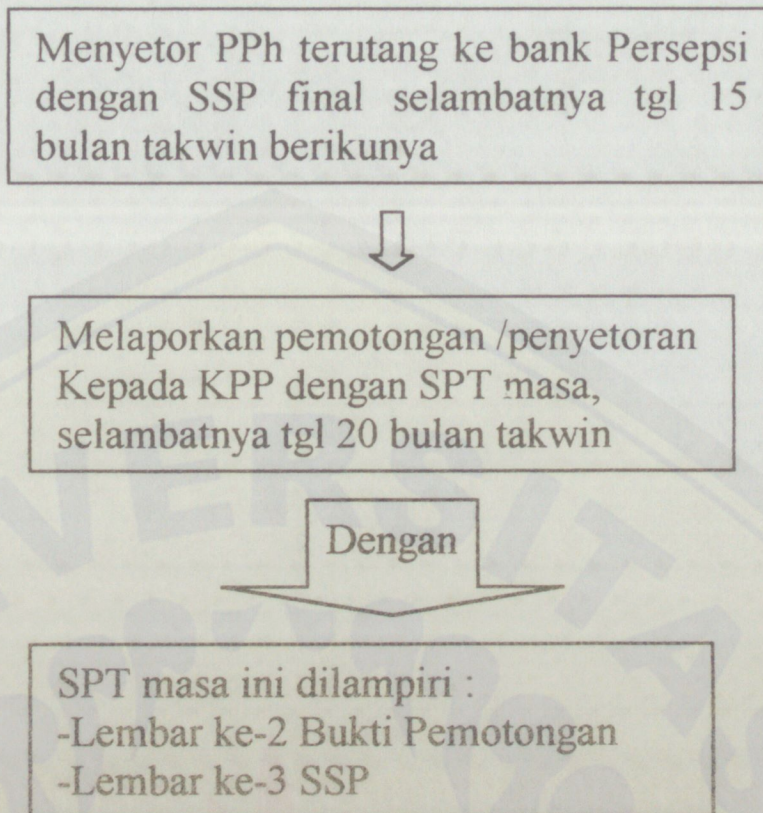 Menyetor PPh terutang ke bank Persepsi
dengan SSP final selambatnya tgl 15
bulan takwin berikunya
Melaporkan pemotongan /penyetoran
Kepada KPP dengan SPT masa,
selambatnya tgl 20 bulan takwin
Dengan
SPT masa ini dilampiri :
-Lembar ke-2 Bukti Pemotongan
-Lembar ke-3 SSP
VERSITAS